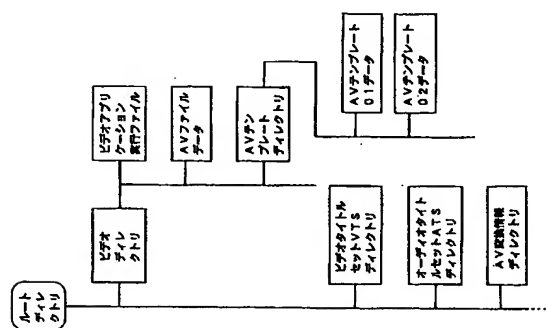 ルート
ディレ
クトリ
ビデオ
ディレ
クトリ
ビデオアプリ
ケーション
実行ファイル
AVファイル
データ
AVテン
プレート
ディレクトリ
AVテンプレート
01データ
AVテンプレート
02データ
ビデオタイトル
セットVTS
ディレクトリ
オーディオタイト
ルセットATS
ディレクトリ
AV変換情報
ディレクトリ